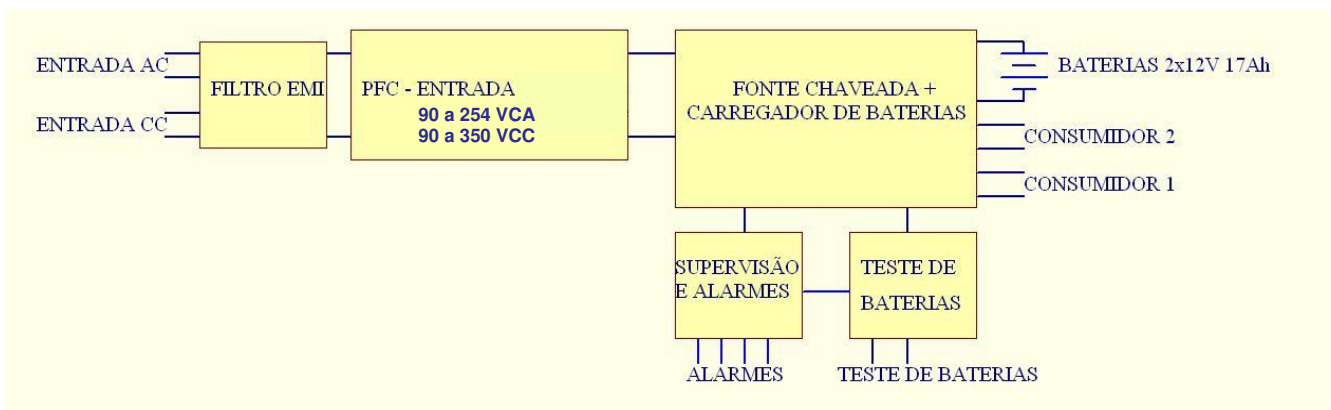 ENTRADA AC
ENTRADA CC
FILTRO EMI
PFC - ENTRADA
90 a 254 VCA
90 a 350 VCC
FONTE CHAVEADA +
CARREGADOR DE BATERIAS
BATERIAS 2x12V 17Ah
CONSUMIDOR 2
CONSUMIDOR 1
SUPERVISÃO
E ALARMES
TESTE DE
BATERIAS
ALARMES
TESTE DE BATERIAS